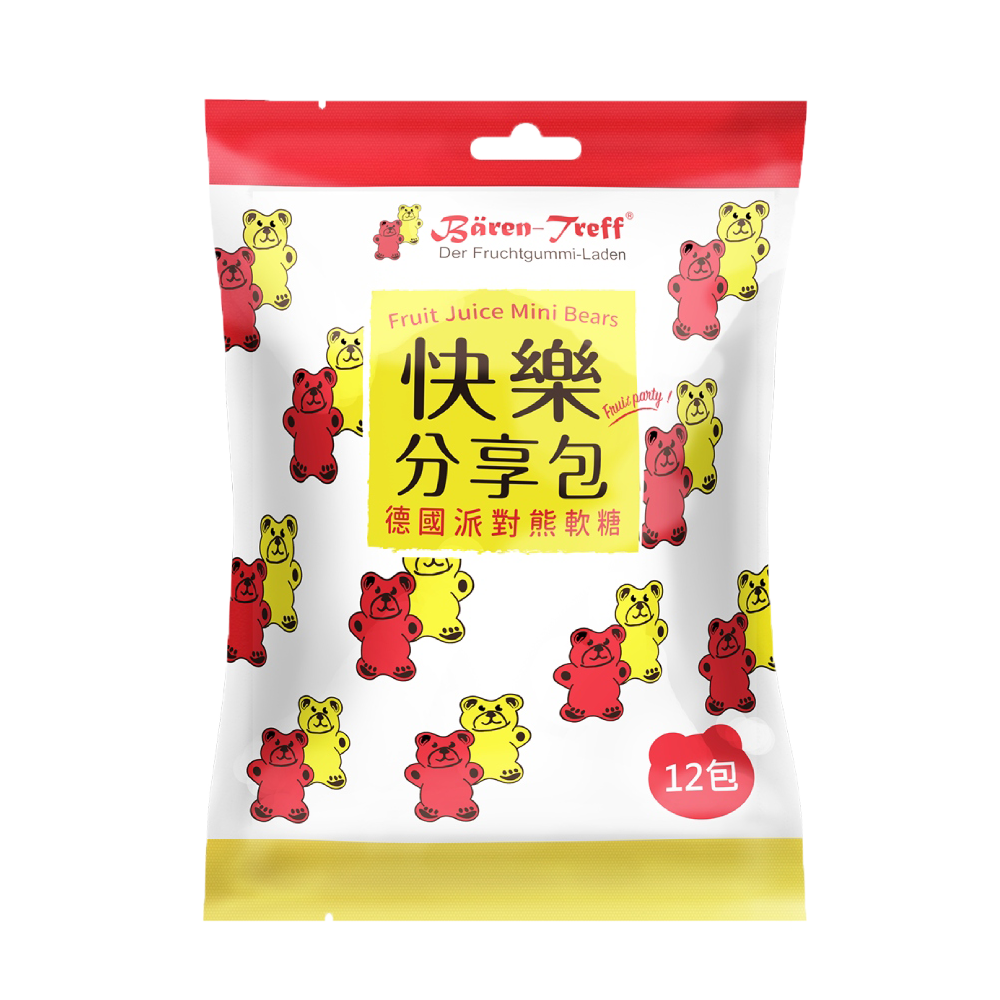 Bären-Treff®
Der Fruchtgummi-Laden
Fruit Juice Mini Bears
快樂
Fruit party!
分享包
德國派對熊軟糖
12包